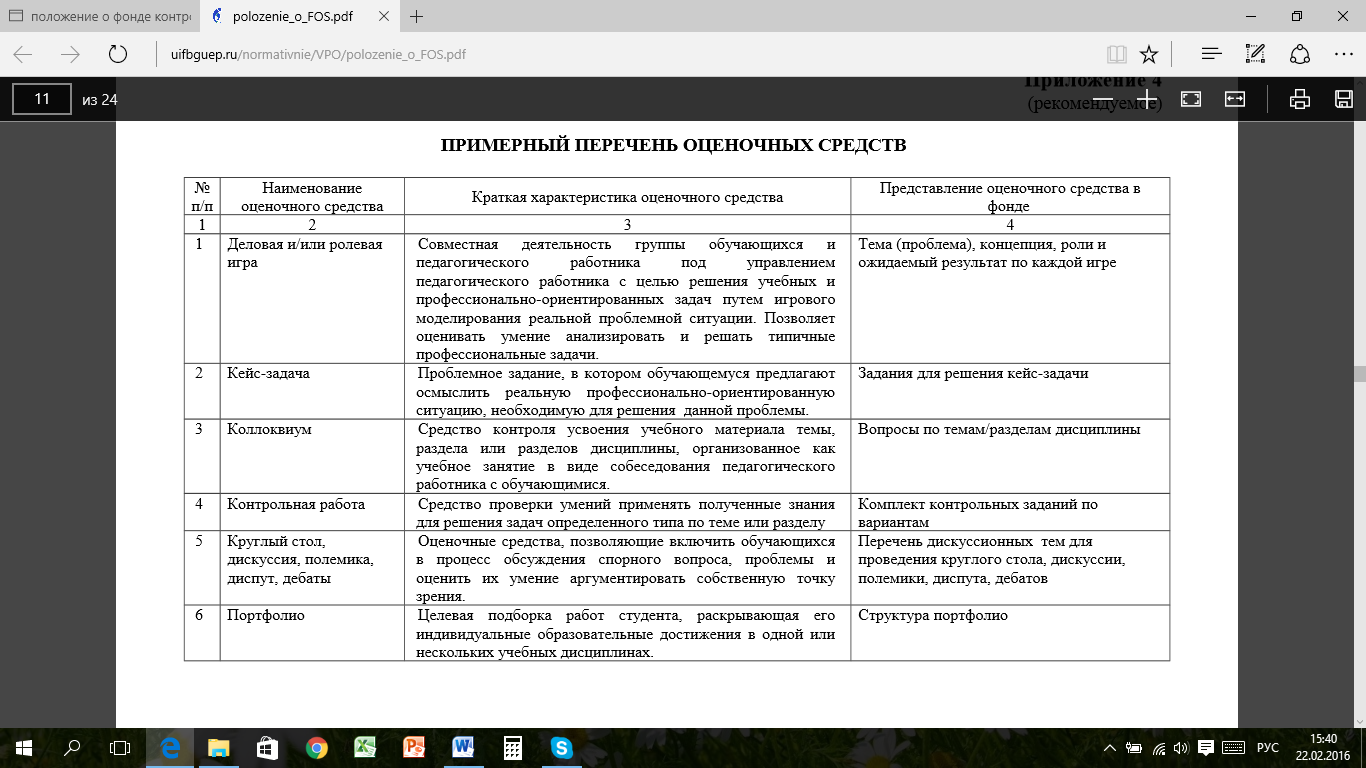 положение о фонде контр
polozenie_o_FOS.pdf
uifbguep.ru/normativnie/VPO/polozenie_o_FOS.pdf
11 из 24
Приложение 4
(рекомендуемое)
ПРИМЕРНЫЙ ПЕРЕЧЕНЬ ОЦЕНОЧНЫХ СРЕДСТВ
№
п/п
Наименование
оценочного средства
Краткая характеристика оценочного средства
Представление оценочного средства в
фонде
1 2 3 4
1
Деловая и/или ролевая
игра
Совместная деятельность группы обучающихся и
педагогического работника под управлением
педагогического работника с целью решения учебных и
профессионально-ориентированных задач путем игрового
моделирования реальной проблемной ситуации. Позволяет
оценивать умение анализировать и решать типичные
профессиональные задачи.
Тема (проблема), концепция, роли и
ожидаемый результат по каждой игре
2
Кейс-задача
Проблемное задание, в котором обучающемуся предлагают
осмыслить реальную профессионально-ориентированную
ситуацию, необходимую для решения данной проблемы.
Задания для решения кейс-задачи
3
Коллоквиум
Средство контроля усвоения учебного материала темы,
раздела или разделов дисциплины, организованное как
учебное занятие в виде собеседования педагогического
работника с обучающимися.
Вопросы по темам/разделам дисциплины
4
Контрольная работа
Средство проверки умений применять полученные знания
для решения задач определенного типа по теме или разделу
Комплект контрольных заданий по
вариантам
5
Круглый стол,
дискуссия, полемика,
диспут, дебаты
Оценочные средства, позволяющие включить обучающихся
в процесс обсуждения спорного вопроса, проблемы и
оценить их умение аргументировать собственную точку
зрения.
Перечень дискуссионных тем для
проведения круглого стола, дискуссии,
полемики, диспута, дебатов
6
Портфолио
Целевая подборка работ студента, раскрывающая его
индивидуальные образовательные достижения в одной или
нескольких учебных дисциплинах.
Структура портфолио
РУС
15:40
22.02.2016